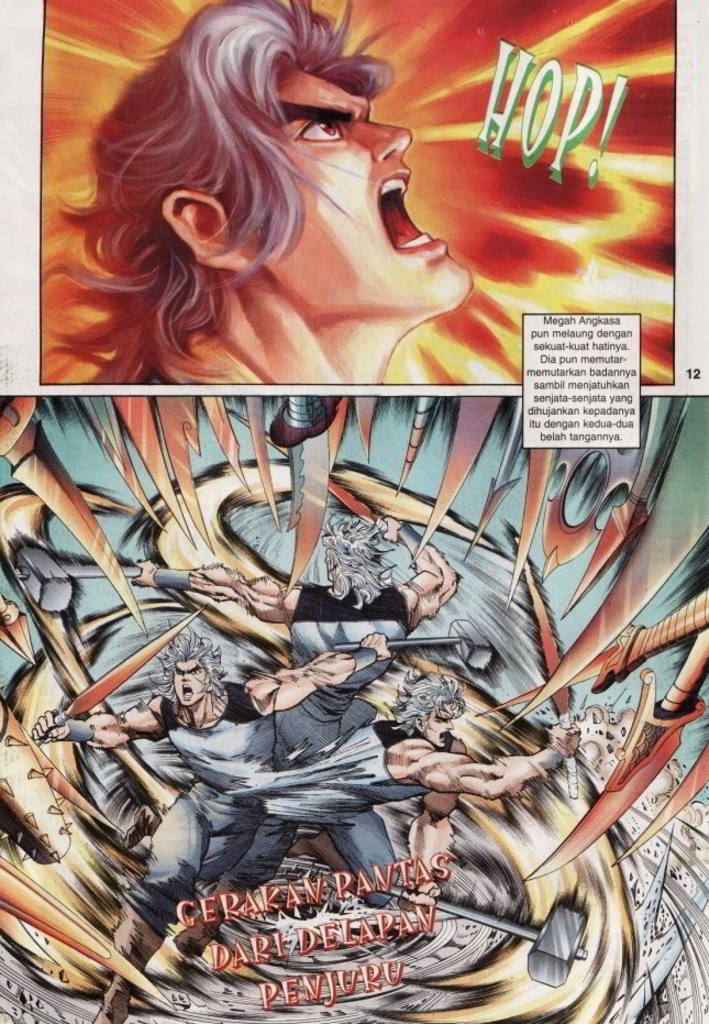 HOP!
Megah Angkasa
pun melaung dengan
sekuat-kuat hatinya.
Dia pun memutar-
memutarkan badannya
sambil menjatuhkan
senjata-senjata yang
dihujankan kepadanya
itu dengan kedua-dua
belah tangannya.
12
GERAKAN PANTAS
DARI DELAPAN
PENJURU